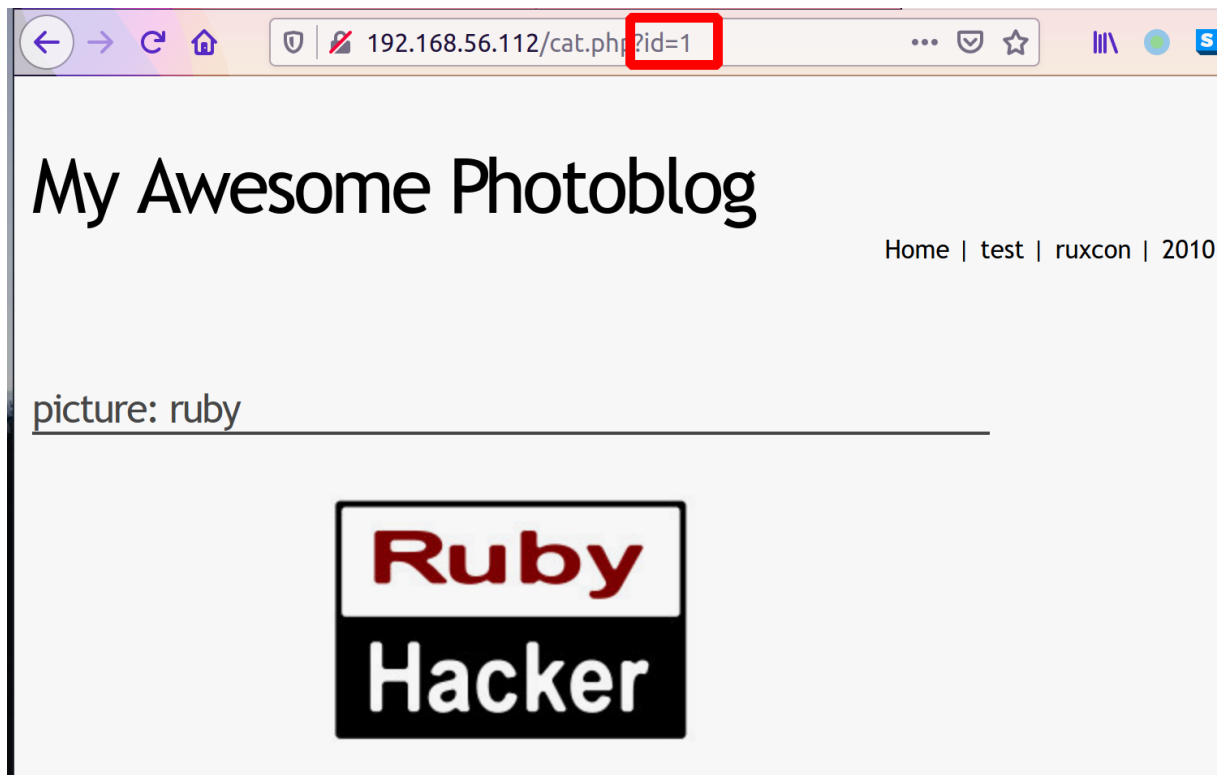 192.168.56.112/cat.php?id=1
My Awesome Photoblog
Home | test | ruxcon | 2010
picture: ruby
Ruby
Hacker